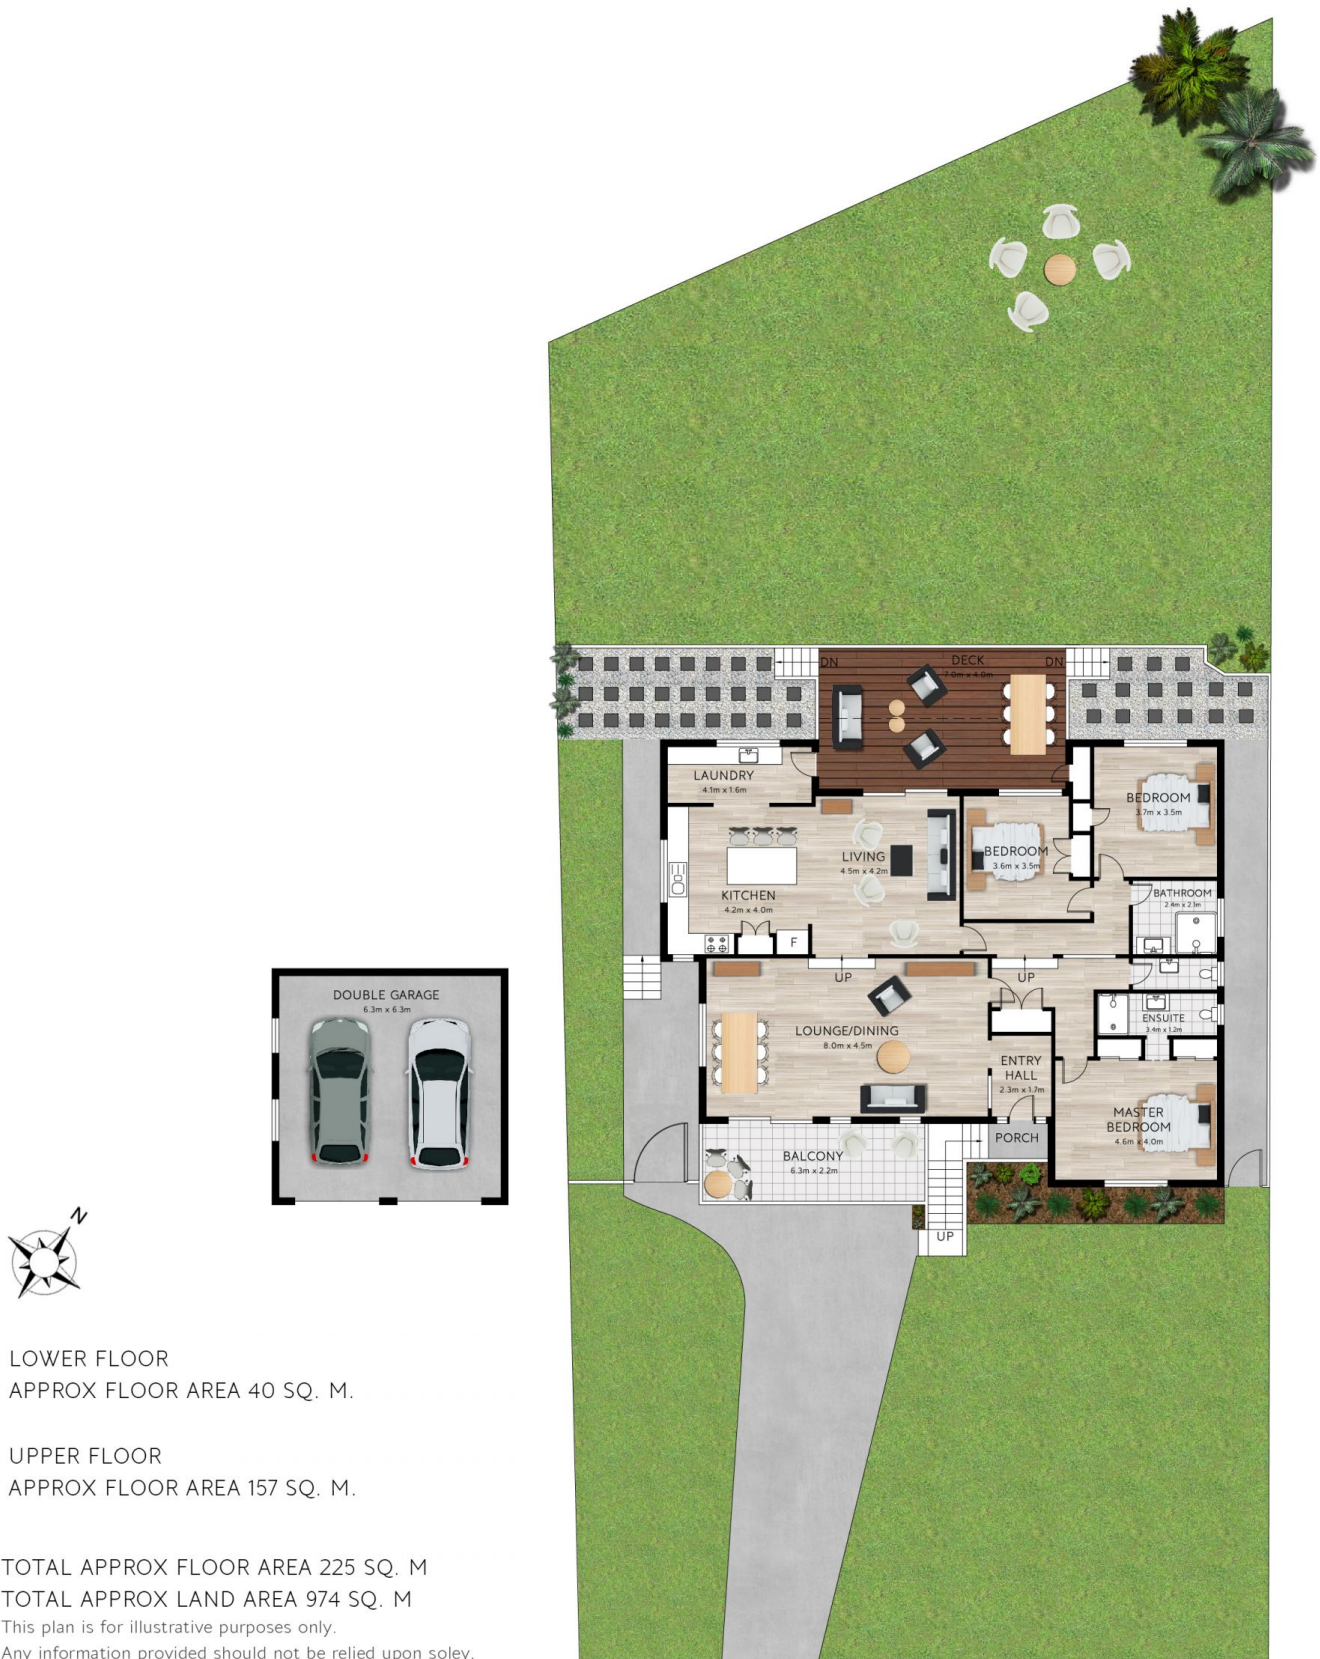 DN
DECK
7.0m x 4.0m
DN
LAUNDRY
4.1m x 1.6m
BEDROOM
3.7m x 3.5m
LIVING
4.5m x 4.2m
BEDROOM
3.6m x 3.5m
KITCHEN
4.2m x 4.0m
BATHROOM
2.4m x 2.1m
F
UP
UP
DOUBLE GARAGE
6.3m x 6.3m
LOUNGE/DINING
8.0m x 4.5m
ENSUITE
3.4m x 1.2m
ENTRY
HALL
2.3m x 1.7m
MASTER
BEDROOM
4.6m x 4.0m
PORCH
BALCONY
6.3m x 2.2m
UP
N
LOWER FLOOR
APPROX FLOOR AREA 40 SQ. M.
UPPER FLOOR
APPROX FLOOR AREA 157 SQ. M.
TOTAL APPROX FLOOR AREA 225 SQ. M
TOTAL APPROX LAND AREA 974 SQ. M
This plan is for illustrative purposes only.
Any information provided should not be relied upon soley.